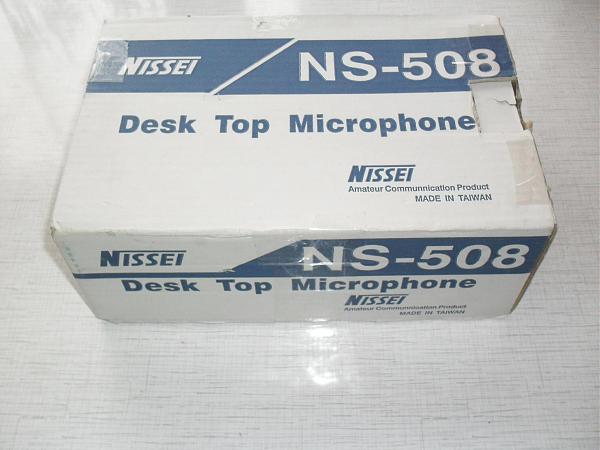 NISSEI NS-508
Desk Top Microphone
NISSEI
Amateur Communnication Product
MADE IN TAIWAN
NISSEI NS-508
Desk Top Microphone
NISSEI
Amateur Communication Product
MADE IN TAIWAN